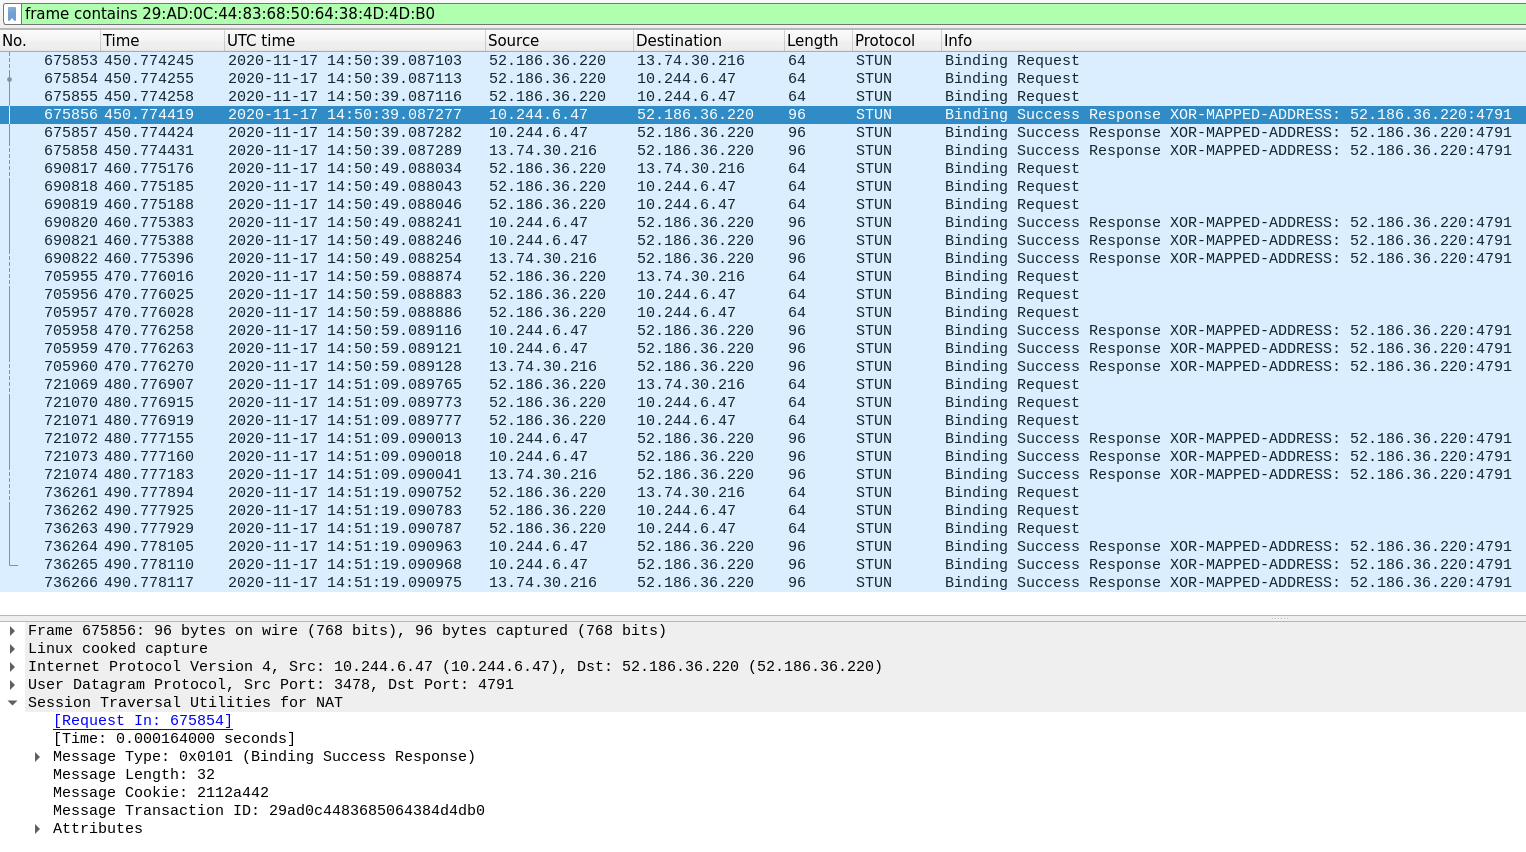 frame contains 29:AD:0C:44:83:68:50:64:38:4D:4D:B0
No. Time UTC time Source Destination Length Protocol Info
675853 450.774245 2020-11-17 14:50:39.087103 52.186.36.220 13.74.30.216 64 STUN Binding Request
675854 450.774255 2020-11-17 14:50:39.087113 52.186.36.220 10.244.6.47 64 STUN Binding Request
675855 450.774258 2020-11-17 14:50:39.087116 52.186.36.220 10.244.6.47 64 STUN Binding Request
675856 450.774419 2020-11-17 14:50:39.087277 10.244.6.47 52.186.36.220 96 STUN Binding Success Response XOR-MAPPED-ADDRESS: 52.186.36.220:4791
675857 450.774424 2020-11-17 14:50:39.087282 10.244.6.47 52.186.36.220 96 STUN Binding Success Response XOR-MAPPED-ADDRESS: 52.186.36.220:4791
675858 450.774431 2020-11-17 14:50:39.087289 13.74.30.216 52.186.36.220 96 STUN Binding Success Response XOR-MAPPED-ADDRESS: 52.186.36.220:4791
690817 460.775176 2020-11-17 14:50:49.088034 52.186.36.220 13.74.30.216 64 STUN Binding Request
690818 460.775185 2020-11-17 14:50:49.088043 52.186.36.220 10.244.6.47 64 STUN Binding Request
690819 460.775188 2020-11-17 14:50:49.088046 52.186.36.220 10.244.6.47 64 STUN Binding Request
690820 460.775383 2020-11-17 14:50:49.088241 10.244.6.47 52.186.36.220 96 STUN Binding Success Response XOR-MAPPED-ADDRESS: 52.186.36.220:4791
690821 460.775388 2020-11-17 14:50:49.088246 10.244.6.47 52.186.36.220 96 STUN Binding Success Response XOR-MAPPED-ADDRESS: 52.186.36.220:4791
690822 460.775396 2020-11-17 14:50:49.088254 13.74.30.216 52.186.36.220 96 STUN Binding Success Response XOR-MAPPED-ADDRESS: 52.186.36.220:4791
705955 470.776016 2020-11-17 14:50:59.088874 52.186.36.220 13.74.30.216 64 STUN Binding Request
705956 470.776025 2020-11-17 14:50:59.088883 52.186.36.220 10.244.6.47 64 STUN Binding Request
705957 470.776028 2020-11-17 14:50:59.088886 52.186.36.220 10.244.6.47 64 STUN Binding Request
705958 470.776258 2020-11-17 14:50:59.089116 10.244.6.47 52.186.36.220 96 STUN Binding Success Response XOR-MAPPED-ADDRESS: 52.186.36.220:4791
705959 470.776263 2020-11-17 14:50:59.089121 10.244.6.47 52.186.36.220 96 STUN Binding Success Response XOR-MAPPED-ADDRESS: 52.186.36.220:4791
705960 470.776270 2020-11-17 14:50:59.089128 13.74.30.216 52.186.36.220 96 STUN Binding Success Response XOR-MAPPED-ADDRESS: 52.186.36.220:4791
721069 480.776907 2020-11-17 14:51:09.089765 52.186.36.220 13.74.30.216 64 STUN Binding Request
721070 480.776915 2020-11-17 14:51:09.089773 52.186.36.220 10.244.6.47 64 STUN Binding Request
721071 480.776919 2020-11-17 14:51:09.089777 52.186.36.220 10.244.6.47 64 STUN Binding Request
721072 480.777155 2020-11-17 14:51:09.090013 10.244.6.47 52.186.36.220 96 STUN Binding Success Response XOR-MAPPED-ADDRESS: 52.186.36.220:4791
721073 480.777160 2020-11-17 14:51:09.090018 10.244.6.47 52.186.36.220 96 STUN Binding Success Response XOR-MAPPED-ADDRESS: 52.186.36.220:4791
721074 480.777183 2020-11-17 14:51:09.090041 13.74.30.216 52.186.36.220 96 STUN Binding Success Response XOR-MAPPED-ADDRESS: 52.186.36.220:4791
736261 490.777894 2020-11-17 14:51:19.090752 52.186.36.220 13.74.30.216 64 STUN Binding Request
736262 490.777925 2020-11-17 14:51:19.090783 52.186.36.220 10.244.6.47 64 STUN Binding Request
736263 490.777929 2020-11-17 14:51:19.090787 52.186.36.220 10.244.6.47 64 STUN Binding Request
736264 490.778105 2020-11-17 14:51:19.090963 10.244.6.47 52.186.36.220 96 STUN Binding Success Response XOR-MAPPED-ADDRESS: 52.186.36.220:4791
736265 490.778110 2020-11-17 14:51:19.090968 10.244.6.47 52.186.36.220 96 STUN Binding Success Response XOR-MAPPED-ADDRESS: 52.186.36.220:4791
736266 490.778117 2020-11-17 14:51:19.090975 13.74.30.216 52.186.36.220 96 STUN Binding Success Response XOR-MAPPED-ADDRESS: 52.186.36.220:4791
Frame 675856: 96 bytes on wire (768 bits), 96 bytes captured (768 bits)
Linux cooked capture
Internet Protocol Version 4, Src: 10.244.6.47 (10.244.6.47), Dst: 52.186.36.220 (52.186.36.220)
User Datagram Protocol, Src Port: 3478, Dst Port: 4791
Session Traversal Utilities for NAT
[Request In: 675854]
[Time: 0.000164000 seconds]
Message Type: 0x0101 (Binding Success Response)
Message Length: 32
Message Cookie: 2112a442
Message Transaction ID: 29ad0c4483685064384d4db0
Attributes